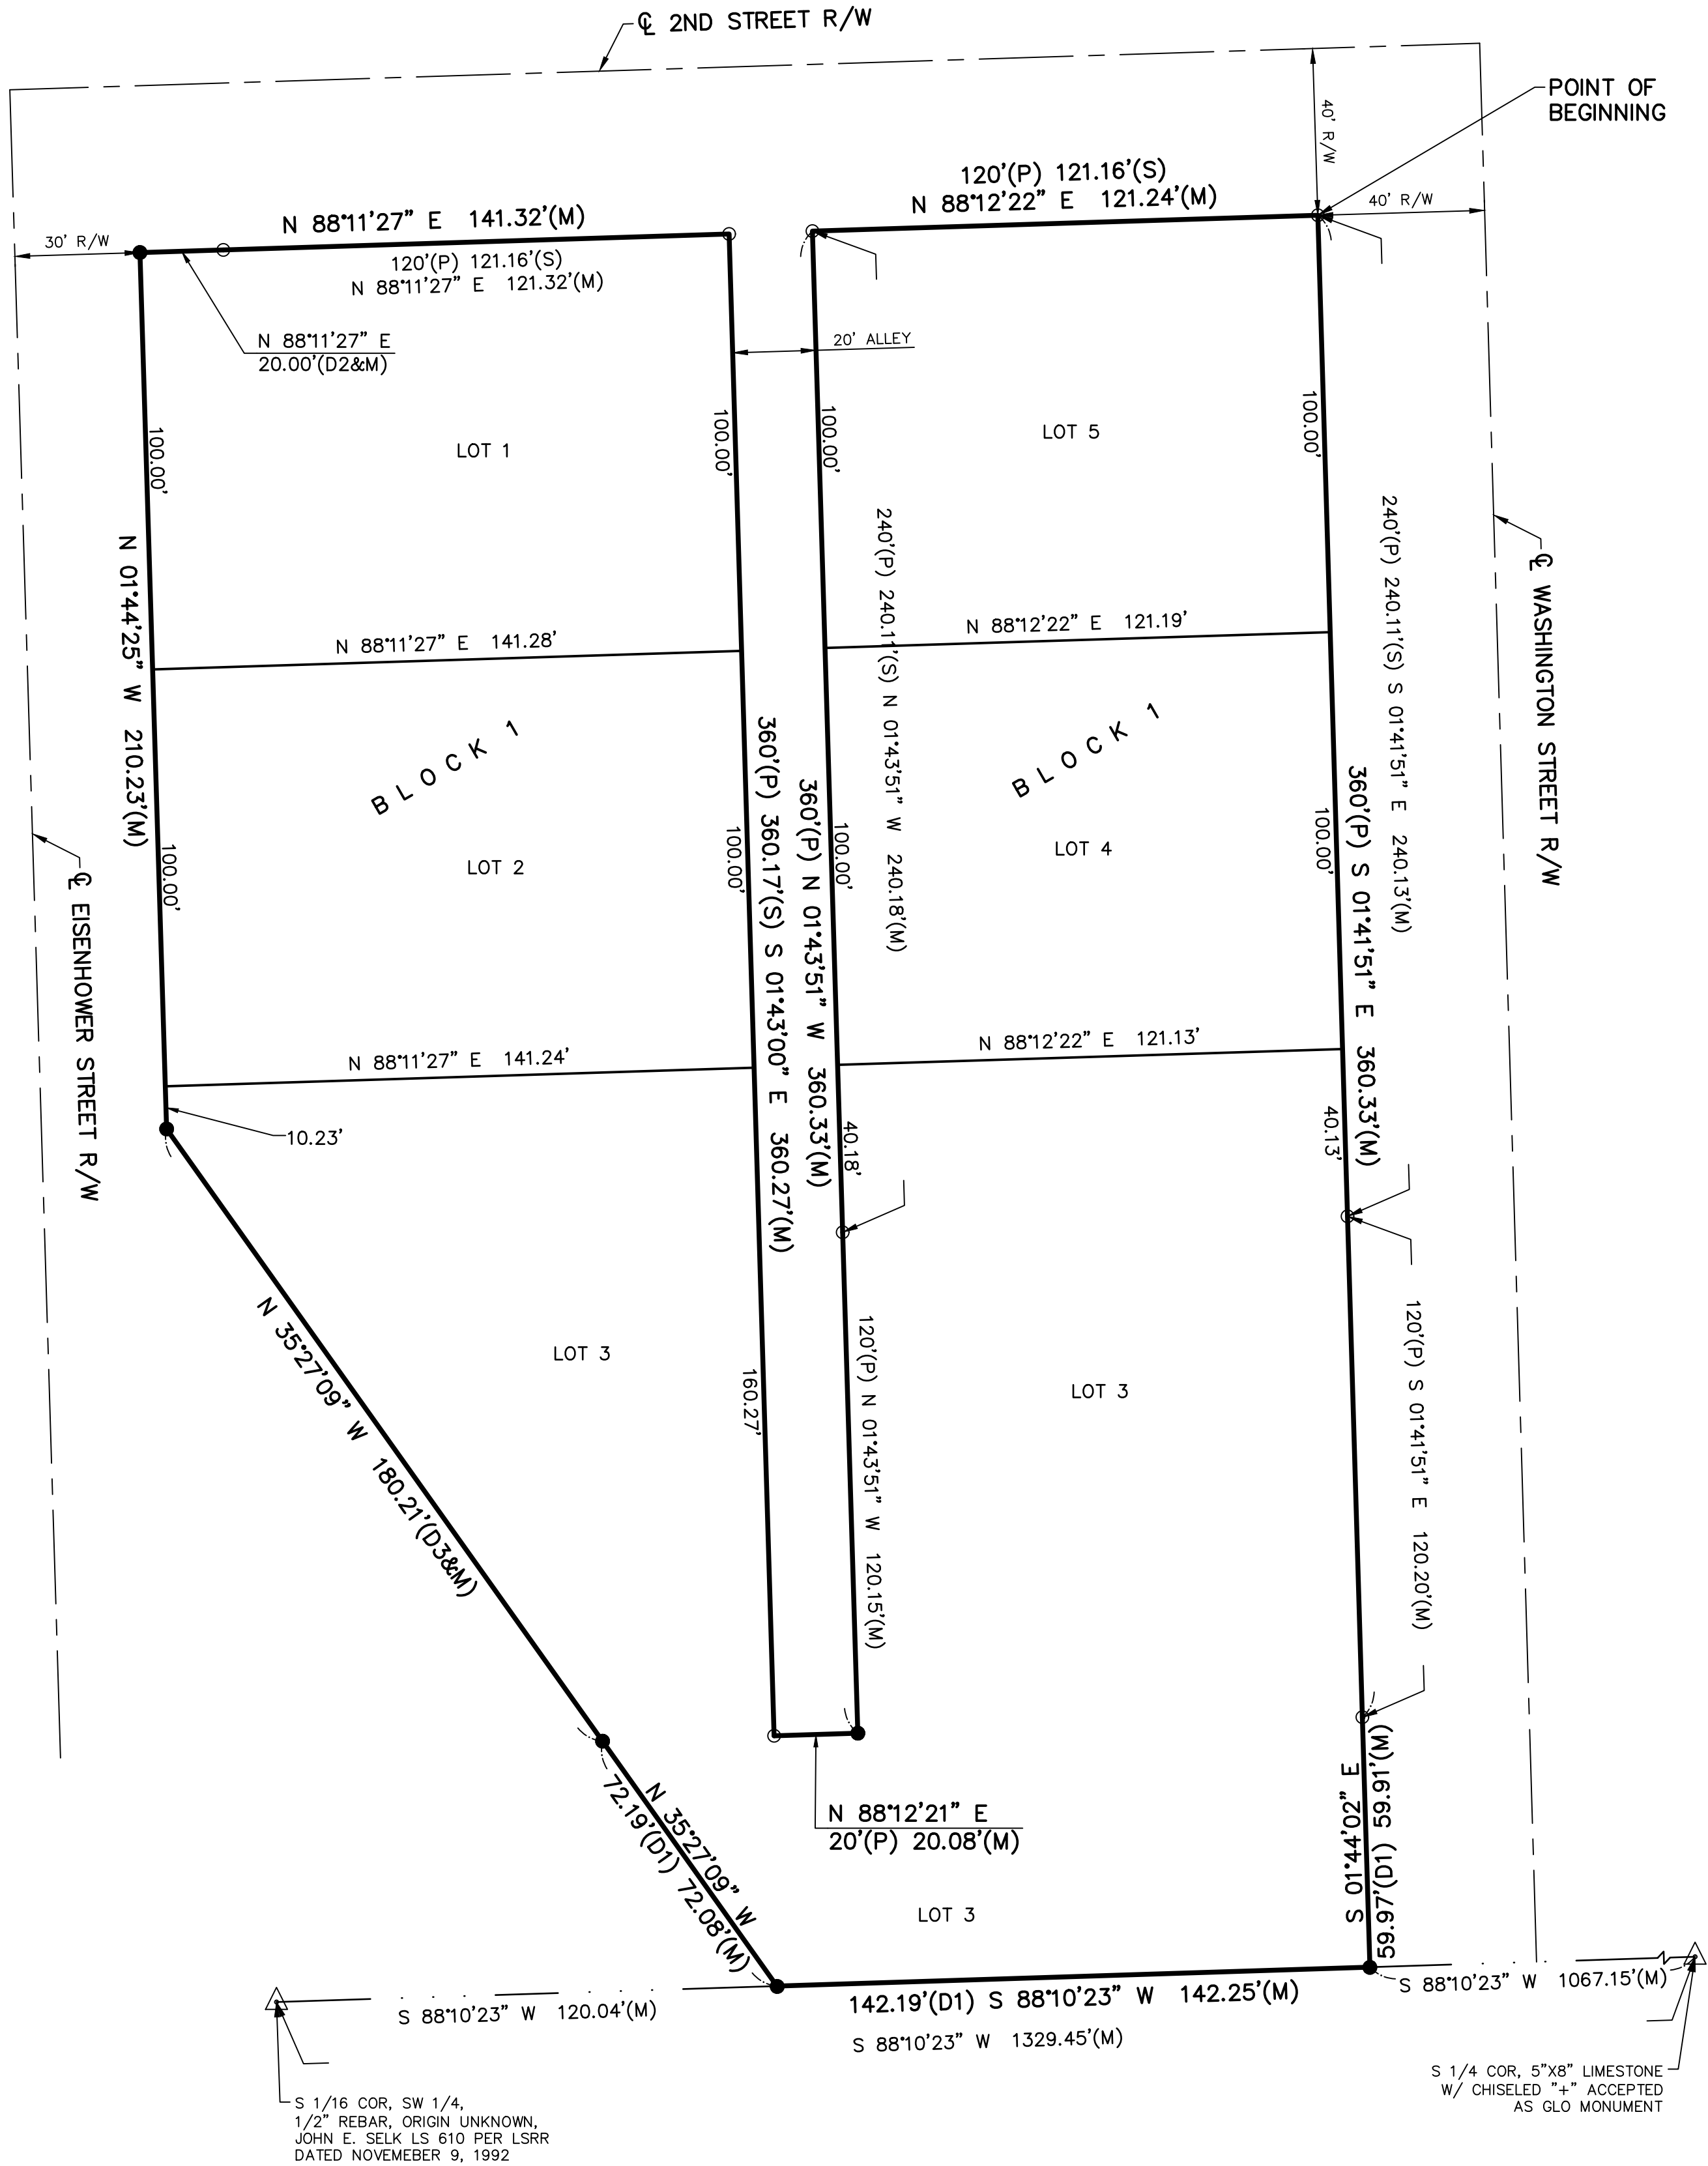 ℄ 2ND STREET R/W
POINT OF
BEGINNING
40' R/W
40' R/W
120'(P) 121.16'(S)
N 88°12'22" E 121.24'(M)
N 88°11'27" E 141.32'(M)
30' R/W
120'(P) 121.16'(S)
N 88°11'27" E 121.32'(M)
N 88°11'27" E
20.00'(D2&M)
20' ALLEY
100.00'
LOT 1
100.00'
100.00'
LOT 5
100.00'
N 01°44'25" W 210.23'(M)
240'(P) 240.11'(S) N 01°43'51" W 240.18'(M)
240'(P) 240.11'(S) S 01°41'51" E 240.13'(M)
℄ WASHINGTON STREET R/W
N 88°11'27" E 141.28'
N 88°12'22" E 121.19'
BLOCK 1
BLOCK 1
360'(P) 360.17'(S) S 01°43'00" E 360.27'(M)
360'(P) N 01°43'51" W 360.33'(M)
360'(P) S 01°41'51" E 360.33'(M)
100.00'
LOT 2
100.00'
100.00'
LOT 4
100.00'
℄ EISENHOWER STREET R/W
N 88°11'27" E 141.24'
N 88°12'22" E 121.13'
10.23'
40.18'
40.13'
N 35°27'09" W 180.21'(D3&M)
LOT 3
160.27'
120'(P) N 01°43'51" W 120.15'(M)
LOT 3
120'(P) S 01°41'51" E 120.20'(M)
N 35°27'09" W
72.19'(D1) 72.08'(M)
N 88°12'21" E
20'(P) 20.08'(M)
S 01°44'02" E
59.97'(D1) 59.91'(M)
LOT 3
S 88°10'23" W 120.04'(M)
142.19'(D1) S 88°10'23" W 142.25'(M)
S 88°10'23" W 1067.15'(M)
S 88°10'23" W 1329.45'(M)
S 1/16 COR, SW 1/4,
1/2" REBAR, ORIGIN UNKNOWN,
JOHN E. SELK LS 610 PER LSRR
DATED NOVEMEBER 9, 1992
S 1/4 COR, 5"X8" LIMESTONE
W/ CHISELED "+" ACCEPTED
AS GLO MONUMENT